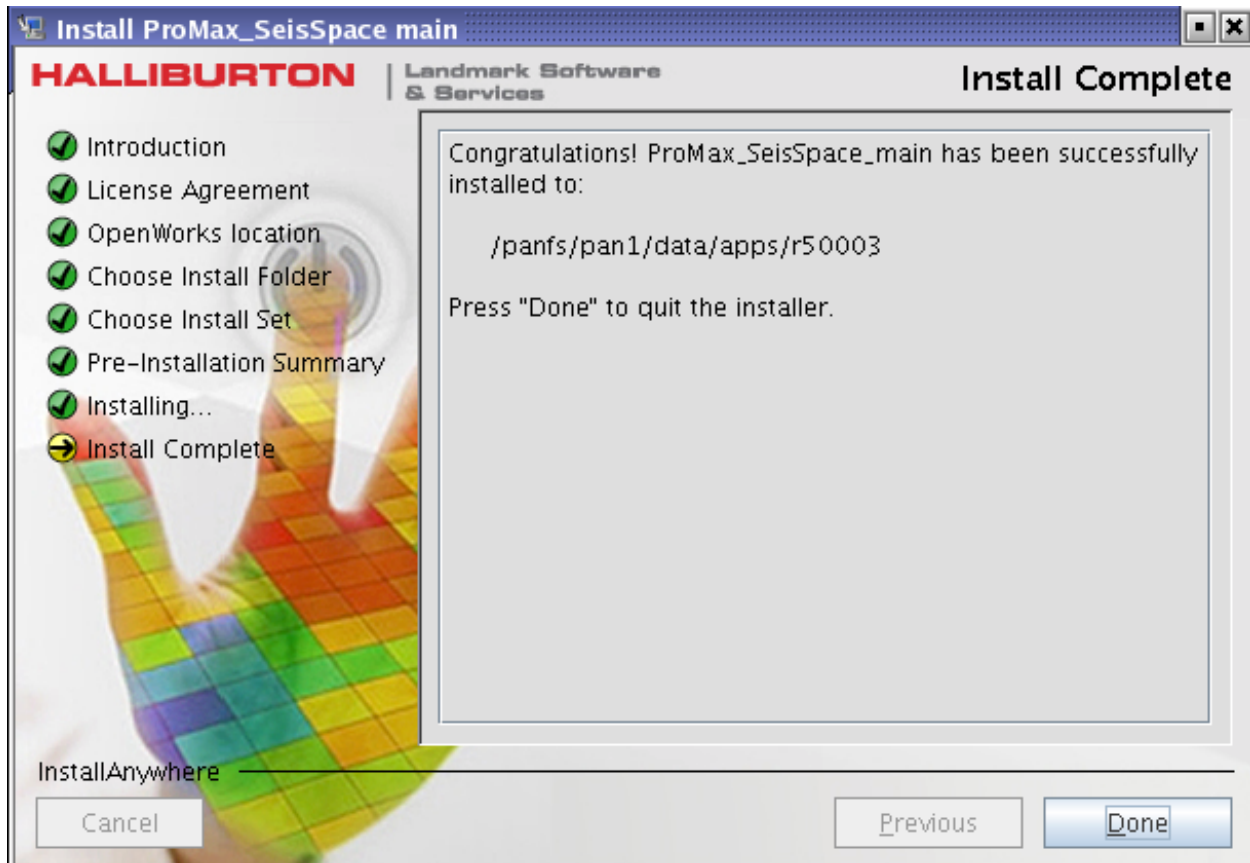 Install ProMax_SeisSpace main
HALLIBURTON
Landmark Software
& Services
Install Complete
Introduction
License Agreement
OpenWorks location
Choose Install Folder
Choose Install Set
Pre-Installation Summary
Installing...
Install Complete
Congratulations! ProMax_SeisSpace_main has been successfully
installed to:
/panfs/pan1/data/apps/r50003
Press "Done" to quit the installer.
InstallAnywhere
Cancel
Previous
Done